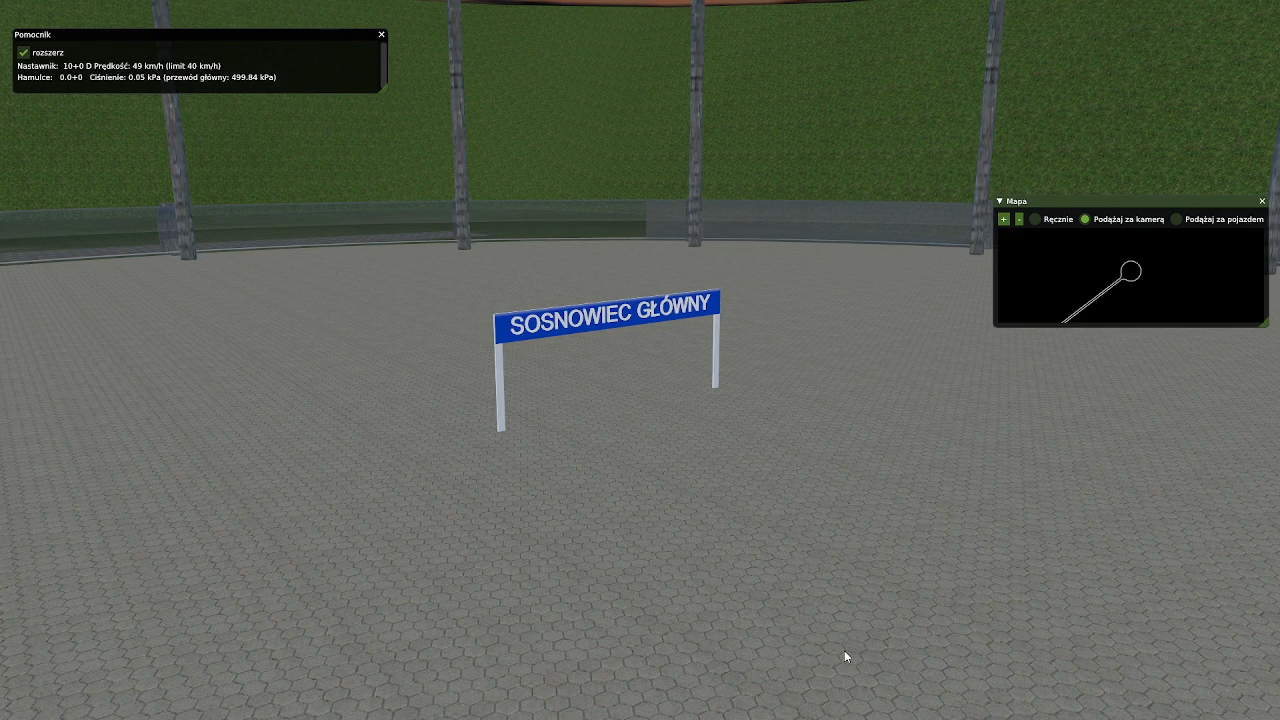 Pomocnik
rozszerz
Nastawnik: 10+0 D Prędkość: 49 km/h (limit 40 km/h)
Hamulce: 0.0+0 Ciśnienie: 0.05 kPa (przewód główny: 499.84 kPa)
Mapa
+ - Ręcznie Podążaj za kamerą Podążaj za pojazdem
SOSNOWIEC GŁÓWNY